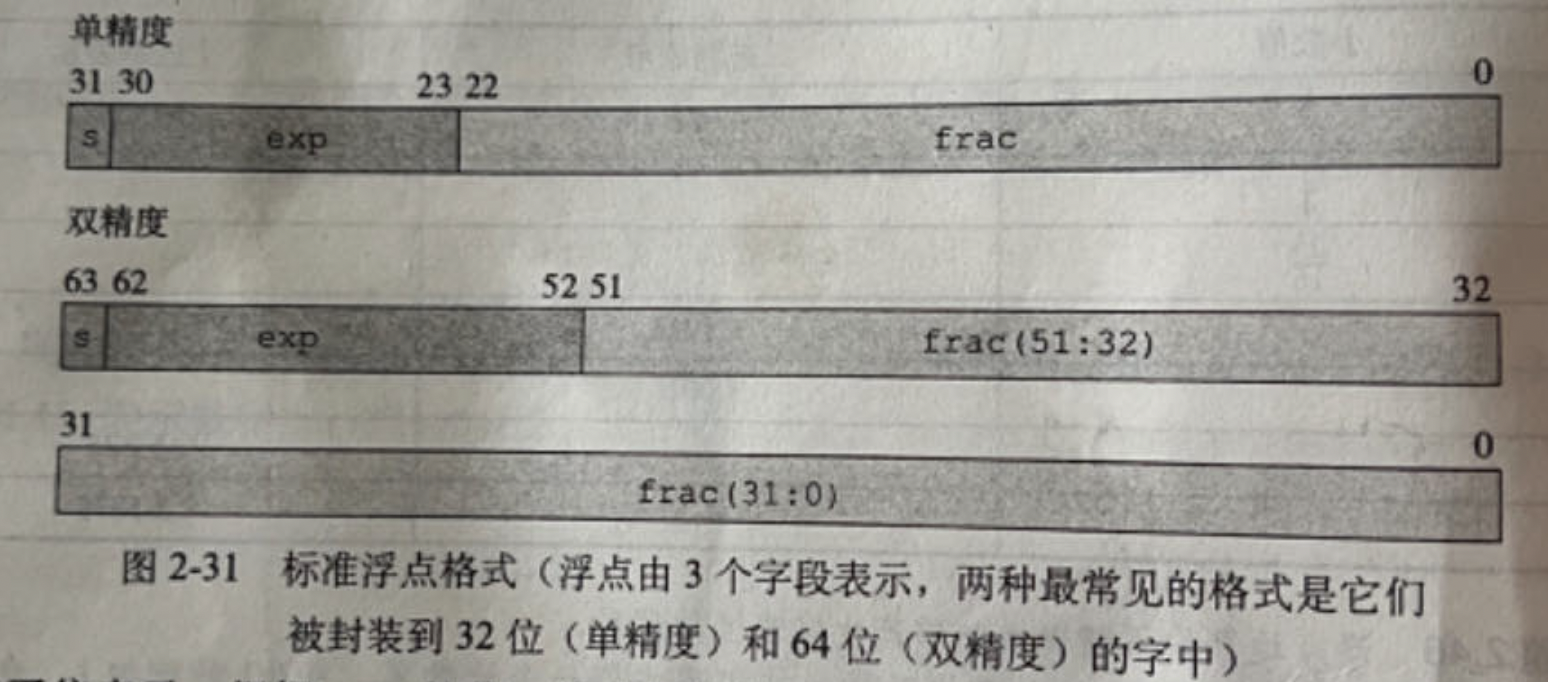 单精度
31 30 23 22 0
s exp frac
双精度
63 62 52 51 32
s exp frac(51:32)
31 0
frac(31:0)
图 2-31 标准浮点格式（浮点由 3 个字段表示，两种最常见的格式是它们
被封装到 32 位（单精度）和 64 位（双精度）的字中）